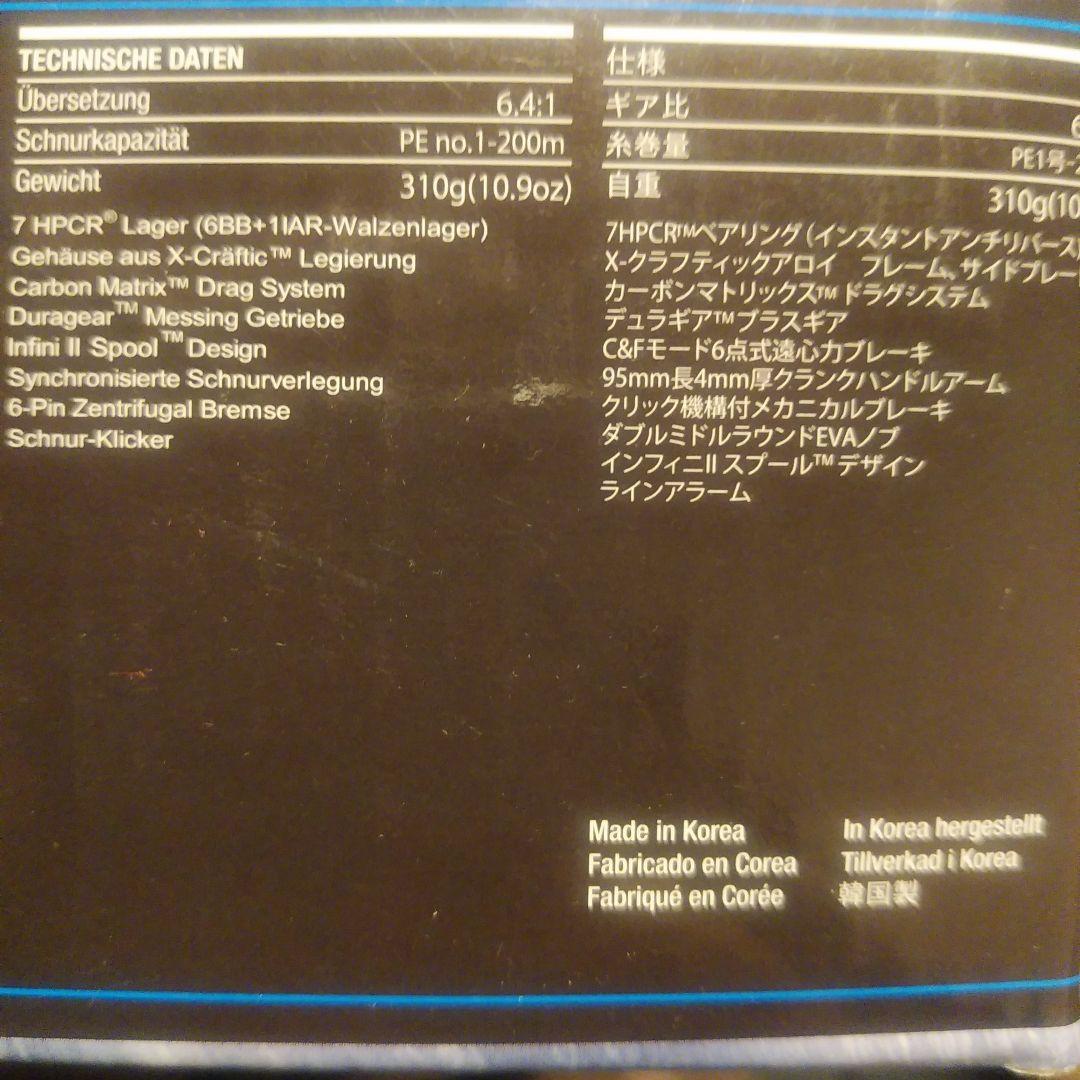 TECHNISCHE DATEN
Übersetzung 6.4:1
Schnurkapazität PE no.1-200m
Gewicht 310g(10.9oz)
7 HPCR® Lager (6BB+1IAR-Walzenlager)
Gehäuse aus X-Cräftic™ Legierung
Carbon Matrix™ Drag System
Duragear™ Messing Getriebe
Infini II Spool™ Design
Synchronisierte Schnurverlegung
6-Pin Zentrifugal Bremse
Schnur-Klicker
仕様
ギア比 6
糸巻量 PE1号-2
自重 310g(10
7HPCR™ベアリング(インスタントアンチリバース
X-クラフティックアロイ フレーム、サイドプレー
カーボンマトリックス™ドラグシステム
デュラギア™ブラスギア
C&Fモード6点式遠心力ブレーキ
95mm長4mm厚クランクハンドルアーム
クリック機構付メカニカルブレーキ
ダブルミドルラウンドEVAノブ
インフィニII スプール™デザイン
ラインアラーム
Made in Korea
Fabricado en Corea
Fabriqué en Corée
In Korea hergestellt
Tillverkad i Korea
韓国製